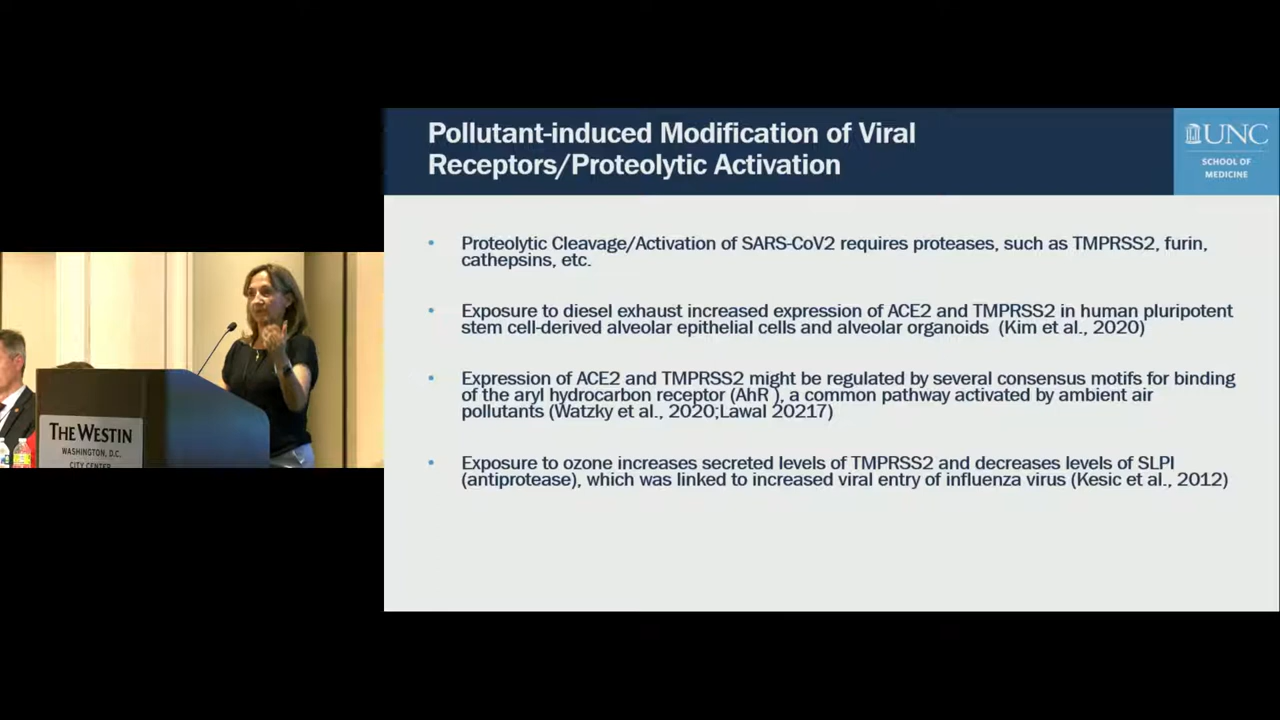 Pollutant-induced Modification of Viral
Receptors/Proteolytic Activation
UNC
SCHOOL OF
MEDICINE
• Proteolytic Cleavage/Activation of SARS-CoV2 requires proteases, such as TMPRSS2, furin,
cathepsins, etc.
• Exposure to diesel exhaust increased expression of ACE2 and TMPRSS2 in human pluripotent
stem cell-derived alveolar epithelial cells and alveolar organoids (Kim et al., 2020)
• Expression of ACE2 and TMPRSS2 might be regulated by several consensus motifs for binding
of the aryl hydrocarbon receptor (AhR ), a common pathway activated by ambient air
pollutants (Watzky et al., 2020;Lawal 20217)
• Exposure to ozone increases secreted levels of TMPRSS2 and decreases levels of SLPI
(antiprotease), which was linked to increased viral entry of influenza virus (Kesic et al., 2012)
THE WESTIN
WASHINGTON, D.C.
CITY CENTER